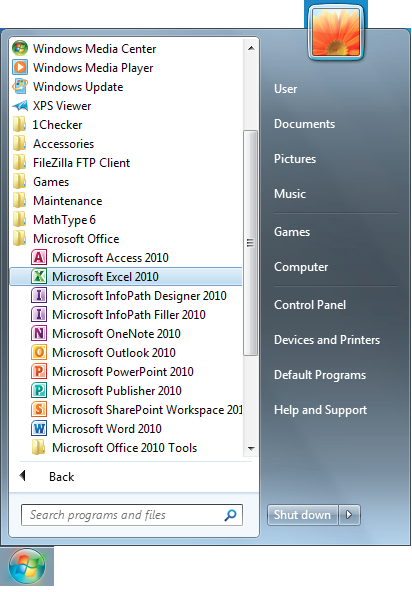 Windows Media Center
Windows Media Player
Windows Update
XPS Viewer
1Checker
Accessories
FileZilla FTP Client
Games
Maintenance
MathType 6
Microsoft Office
Microsoft Access 2010
Microsoft Excel 2010
Microsoft InfoPath Designer 2010
Microsoft InfoPath Filler 2010
Microsoft OneNote 2010
Microsoft Outlook 2010
Microsoft PowerPoint 2010
Microsoft Publisher 2010
Microsoft SharePoint Workspace 201
Microsoft Word 2010
Microsoft Office 2010 Tools
Back
Search programs and files
User
Documents
Pictures
Music
Games
Computer
Control Panel
Devices and Printers
Default Programs
Help and Support
Shut down